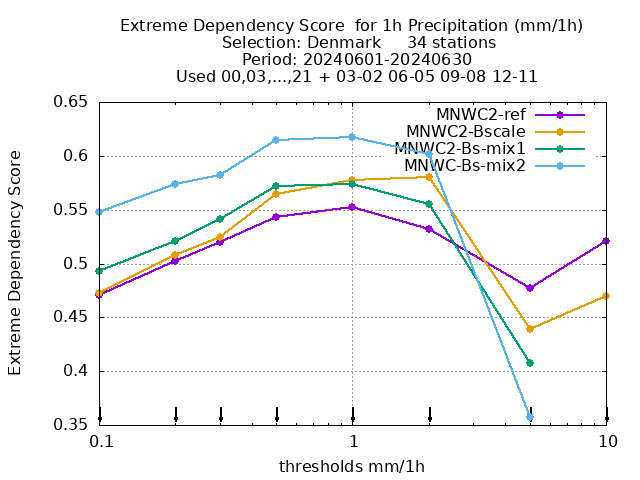 Extreme Dependency Score  for 1h Precipitation (mm/1h)
Selection: Denmark     34 stations
Period: 20240601-20240630
Used 00,03,...,21 + 03-02 06-05 09-08 12-11
MNWC2-ref
MNWC2-Bscale
MNWC2-Bs-mix1
MNWC-Bs-mix2
Extreme Dependency Score
0.65
0.6
0.55
0.5
0.45
0.4
0.35
0.1 1 10
thresholds mm/1h